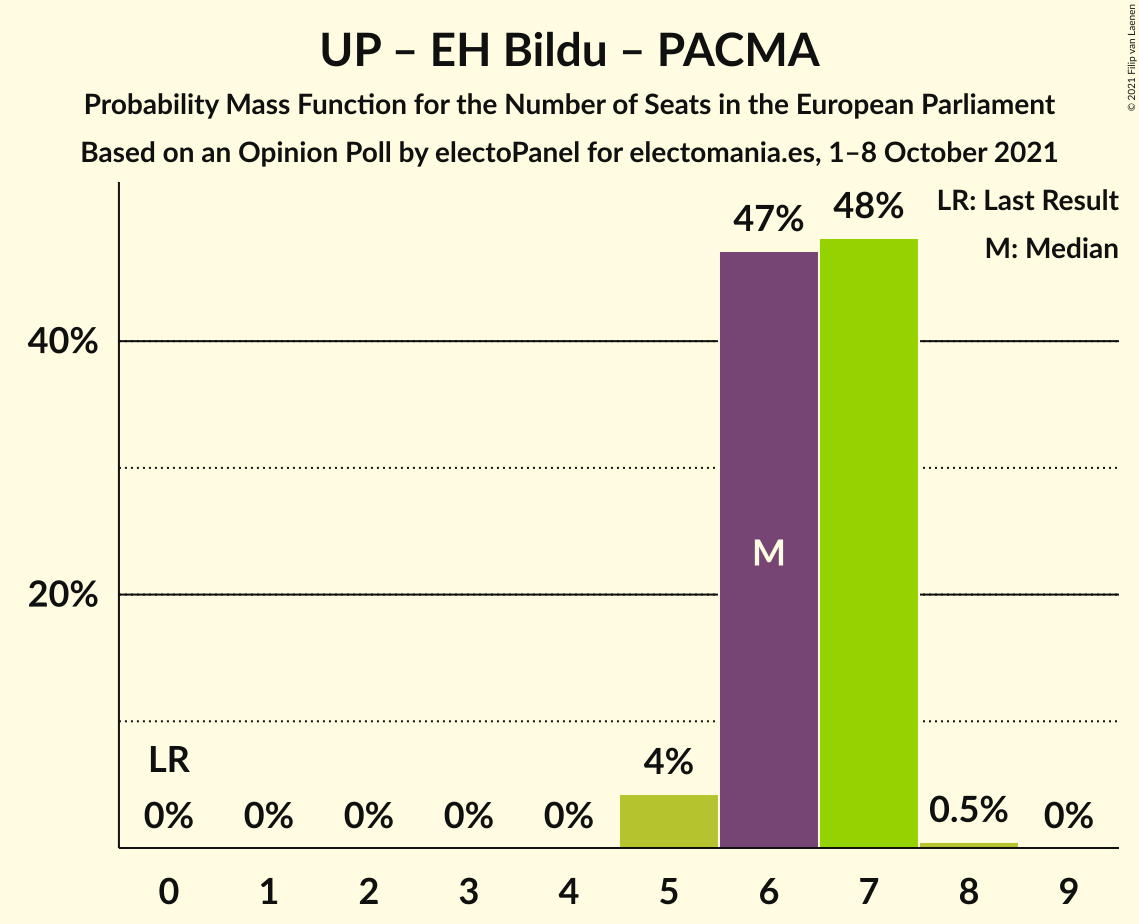 UP – EH Bildu – PACMA
Probability Mass Function for the Number of Seats in the European Parliament
Based on an Opinion Poll by electoPanel for electomania.es, 1–8 October 2021
© 2021 Filip van Laenen
LR: Last Result
M: Median
47%
48%
40%
M
20%
LR
4%
0%
0%
0%
0%
0%
0.5%
0%
0 1 2 3 4 5 6 7 8 9